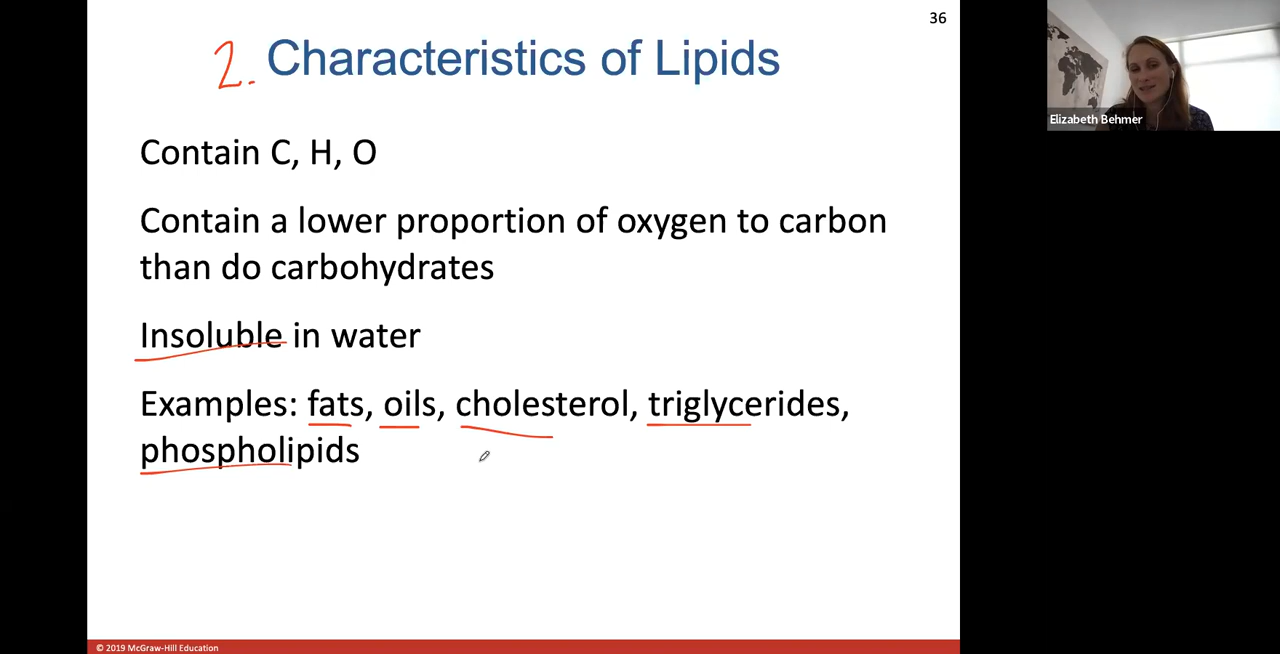 36
2. Characteristics of Lipids
Elizabeth Behmer
Contain C, H, O
Contain a lower proportion of oxygen to carbon
than do carbohydrates
Insoluble in water
Examples: fats, oils, cholesterol, triglycerides,
phospholipids
© 2019 McGraw-Hill Education